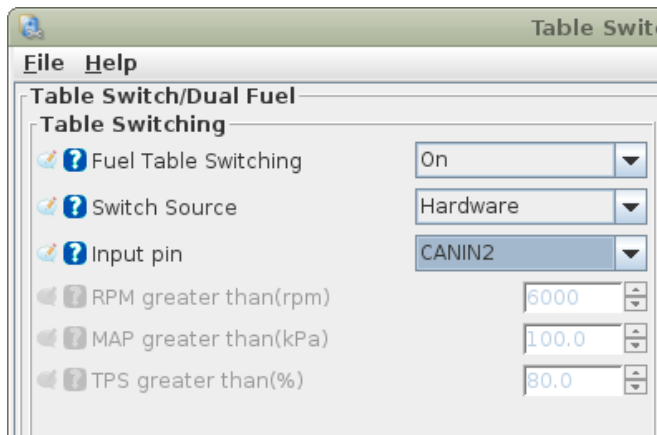 Table Swit
File Help
Table Switch/Dual Fuel
Table Switching
Fuel Table Switching On
Switch Source Hardware
Input pin CANIN2
RPM greater than(rpm) 6000
MAP greater than(kPa) 100.0
TPS greater than(%) 80.0